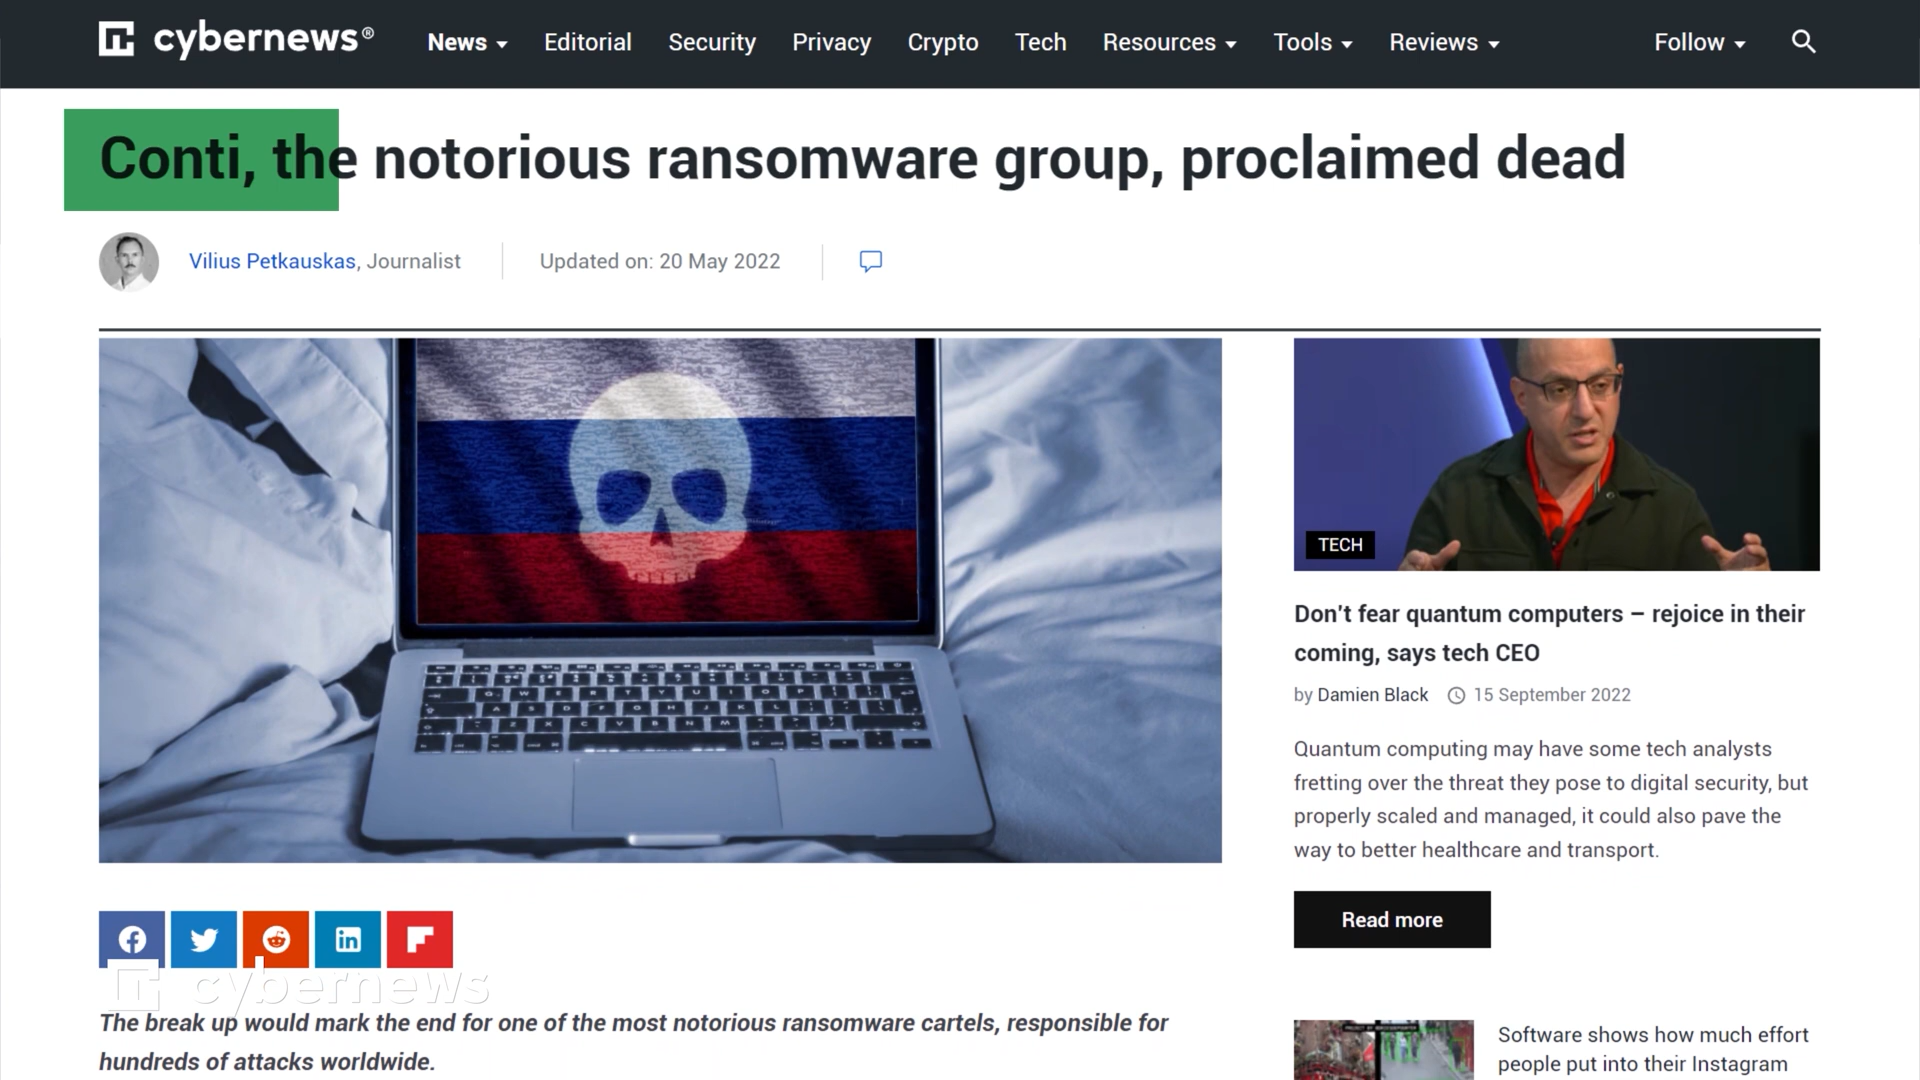 cybernews®
News Editorial Security Privacy Crypto Tech Resources Tools Reviews Follow
Conti, the notorious ransomware group, proclaimed dead
Vilius Petkauskas, Journalist Updated on: 20 May 2022
TECH
Don't fear quantum computers – rejoice in their
coming, says tech CEO
by Damien Black 15 September 2022
Quantum computing may have some tech analysts
fretting over the threat they pose to digital security, but
properly scaled and managed, it could also pave the
way to better healthcare and transport.
Read more
cybernews
The break up would mark the end for one of the most notorious ransomware cartels, responsible for
hundreds of attacks worldwide.
Software shows how much effort
people put into their Instagram